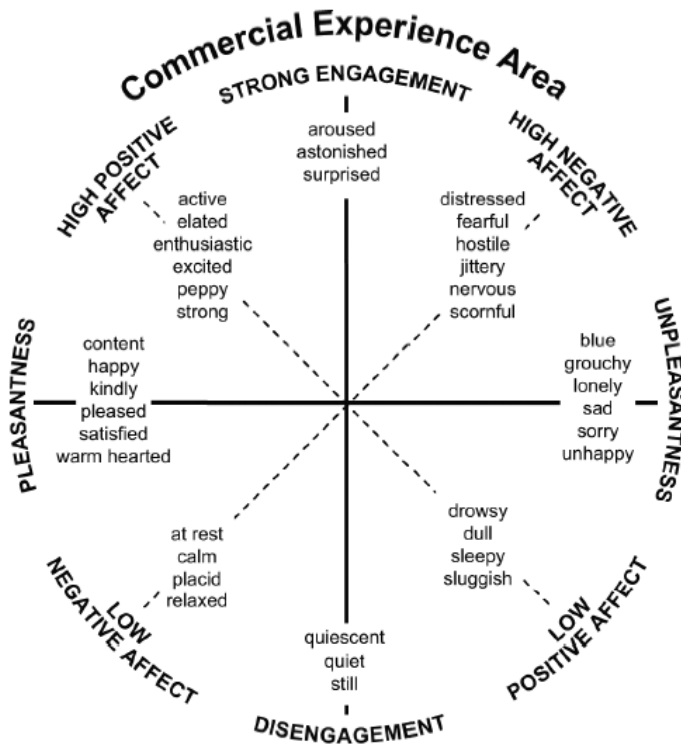 Commercial Experience Area
STRONG ENGAGEMENT
aroused
astonished
surprised
HIGH POSITIVE
AFFECT
active
elated
enthusiastic
excited
peppy
strong
HIGH NEGATIVE
AFFECT
distressed
fearful
hostile
jittery
nervous
scornful
PLEASANTNESS
content
happy
kindly
pleased
satisfied
warm hearted
UNPLEASANTNESS
blue
grouchy
lonely
sad
sorry
unhappy
at rest
calm
placid
relaxed
LOW
NEGATIVE AFFECT
drowsy
dull
sleepy
sluggish
LOW
POSITIVE AFFECT
quiescent
quiet
still
DISENGAGEMENT